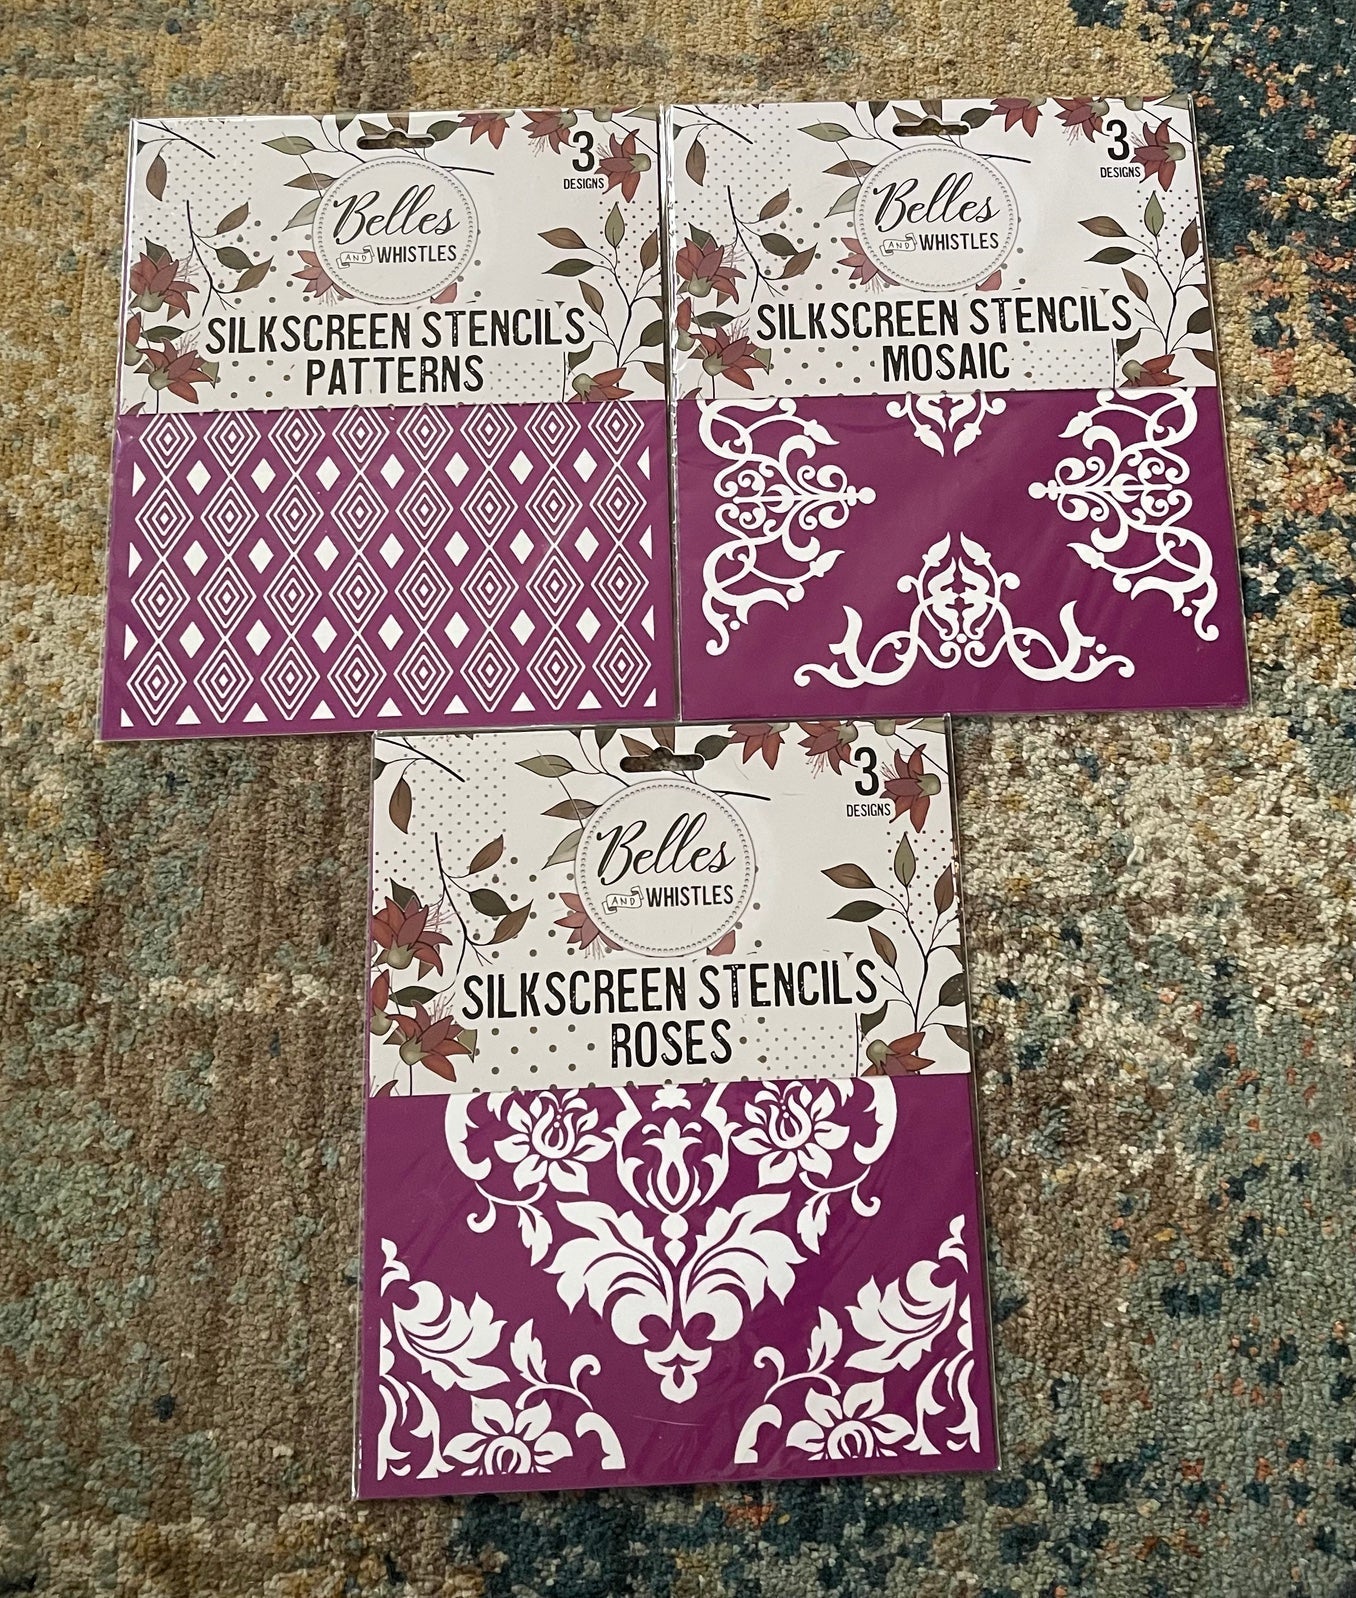 3
DESIGNS
Belles
AND WHISTLES
SILKSCREEN STENCILS
PATTERNS
3
DESIGNS
Belles
AND WHISTLES
SILKSCREEN STENCILS
MOSAIC
3
DESIGNS
Belles
AND WHISTLES
SILKSCREEN STENCILS
ROSES